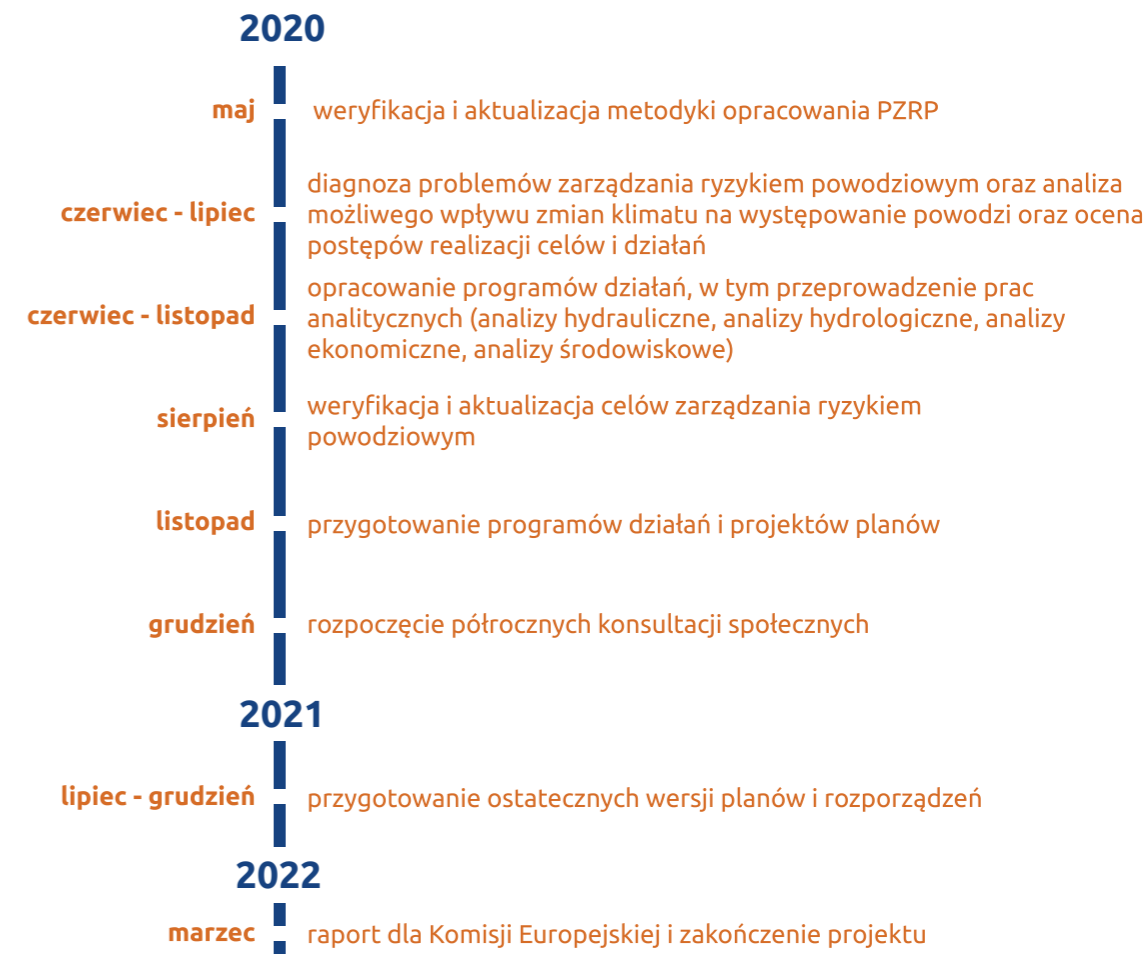 2020
maj
weryfikacja i aktualizacja metodyki opracowania PZRP
czerwiec - lipiec
diagnoza problemów zarządzania ryzykiem powodziowym oraz analiza
możliwego wpływu zmian klimatu na występowanie powodzi oraz ocena
postępów realizacji celów i działań
czerwiec - listopad
opracowanie programów działań, w tym przeprowadzenie prac
analitycznych (analizy hydrauliczne, analizy hydrologiczne, analizy
ekonomiczne, analizy środowiskowe)
sierpień
weryfikacja i aktualizacja celów zarządzania ryzykiem
powodziowym
listopad
przygotowanie programów działań i projektów planów
grudzień
rozpoczęcie półrocznych konsultacji społecznych
2021
lipiec - grudzień
przygotowanie ostatecznych wersji planów i rozporządzeń
2022
marzec
raport dla Komisji Europejskiej i zakończenie projektu